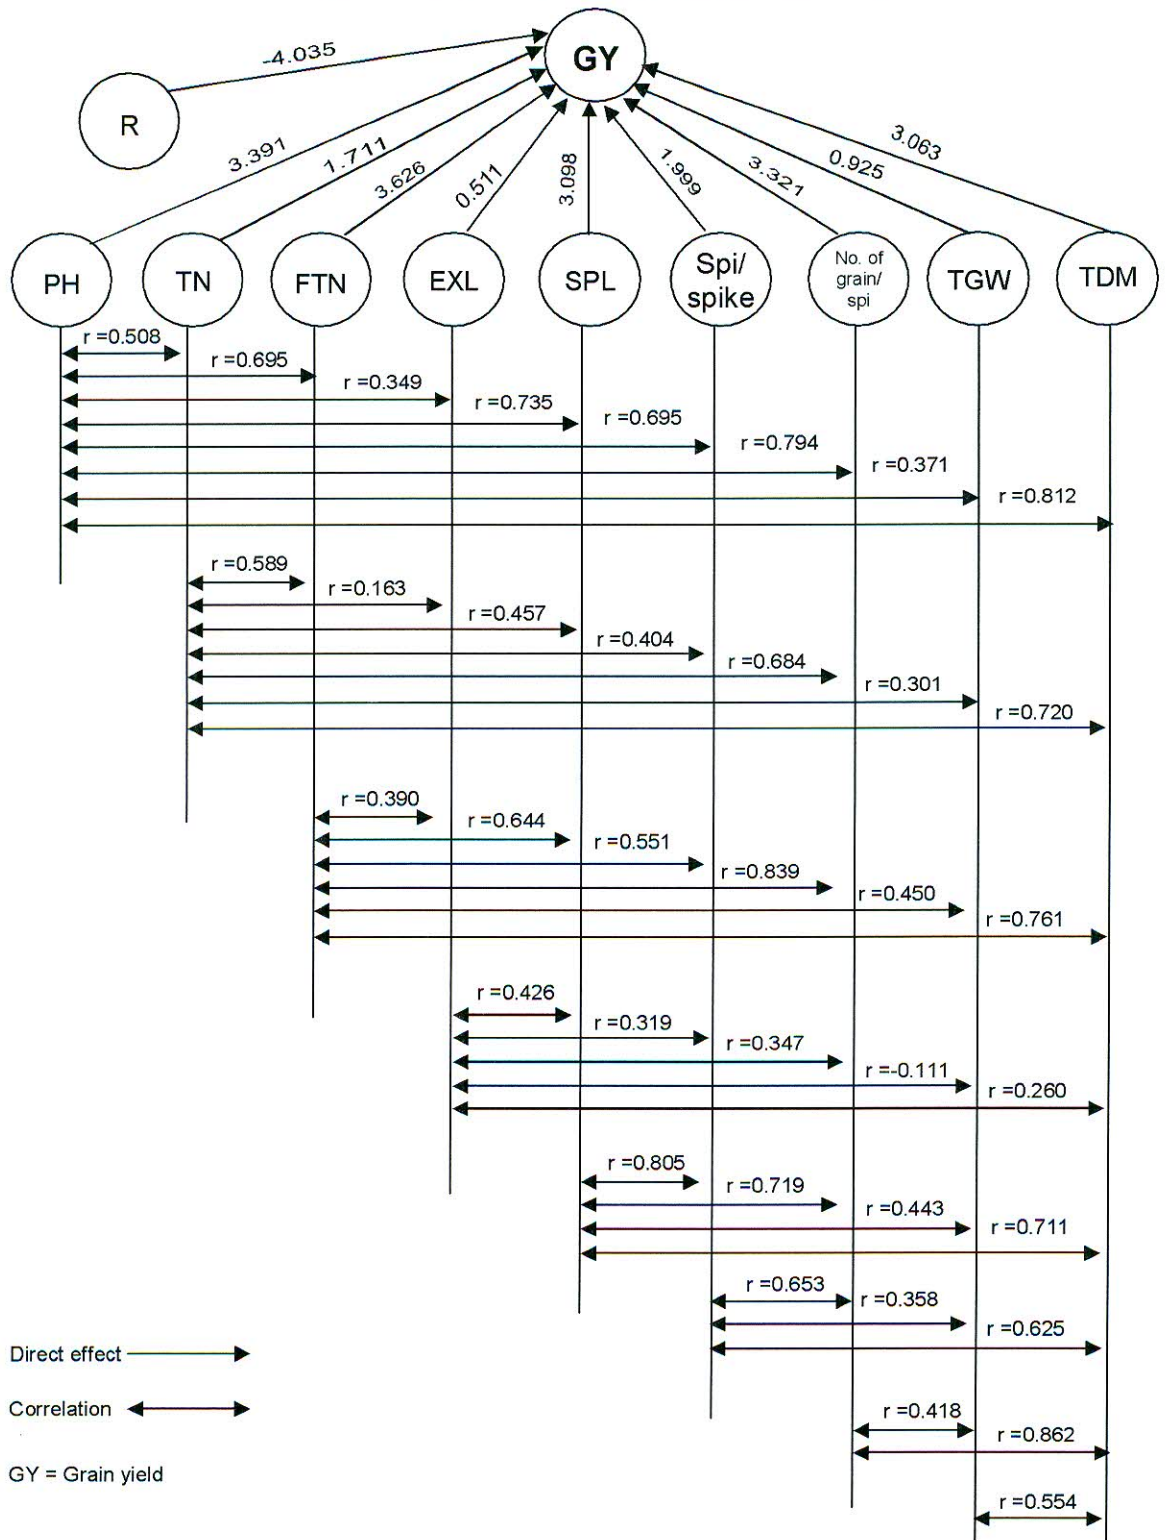 GY
-4.035
R
3.391
1.711
3.626
0.511
3.098
1.999
3.321
0.925
3.063
PH
TN
FTN
EXL
SPL
Spi/
spike
No. of
grain/
spi
TGW
TDM
r =0.508
r =0.695
r =0.349
r =0.735
r =0.695
r =0.794
r =0.371
r =0.812
r =0.589
r =0.163
r =0.457
r =0.404
r =0.684
r =0.301
r =0.720
r =0.390
r =0.644
r =0.551
r =0.839
r =0.450
r =0.761
r =0.426
r =0.319
r =0.347
r =-0.111
r =0.260
r =0.805
r =0.719
r =0.443
r =0.711
r =0.653
r =0.358
r =0.625
Direct effect
Correlation
r =0.418
r =0.862
GY = Grain yield
r =0.554